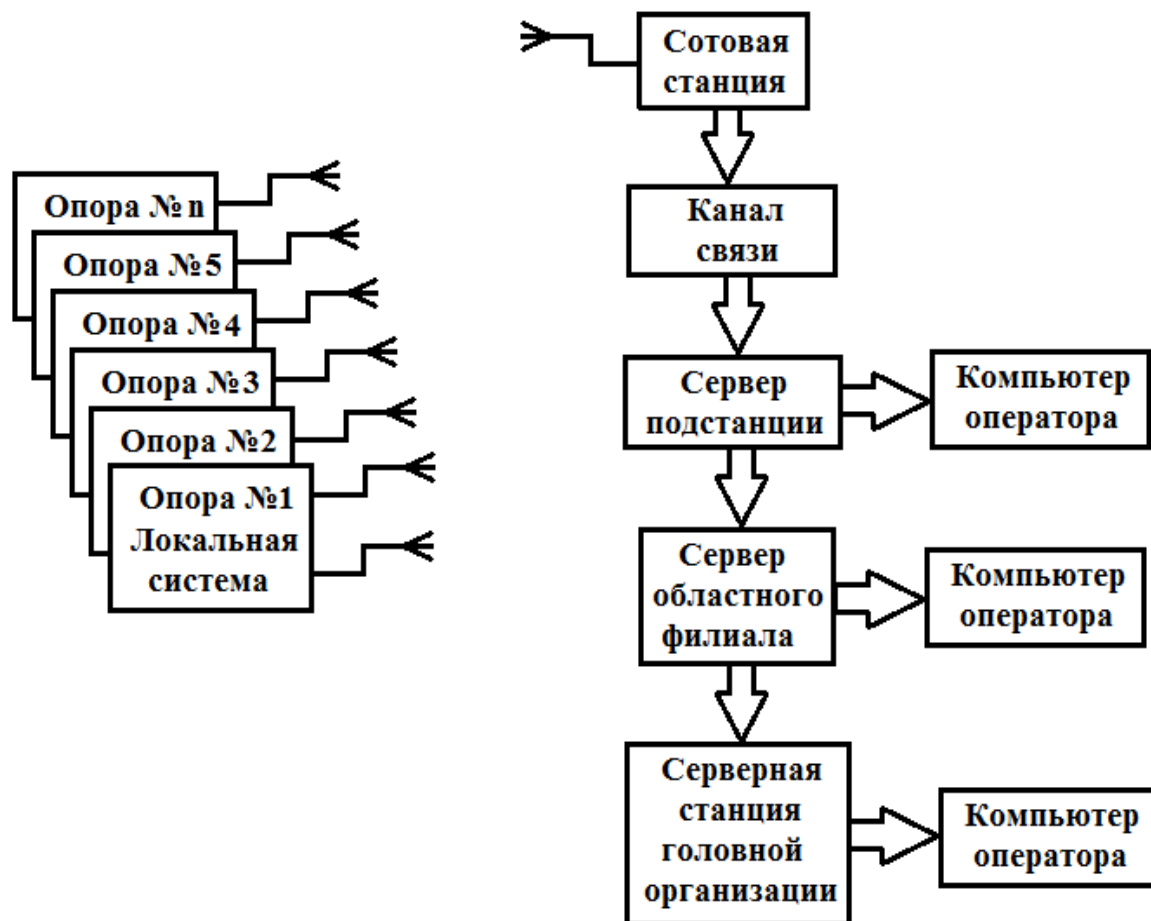 Сотовая
станция
Опора №n
Опора №5
Опора №4
Опора №3
Опора №2
Опора №1
Локальная
система
Канал
связи
Сервер
подстанции
Компьютер
оператора
Сервер
областного
филиала
Компьютер
оператора
Серверная
станция
головной
организации
Компьютер
оператора